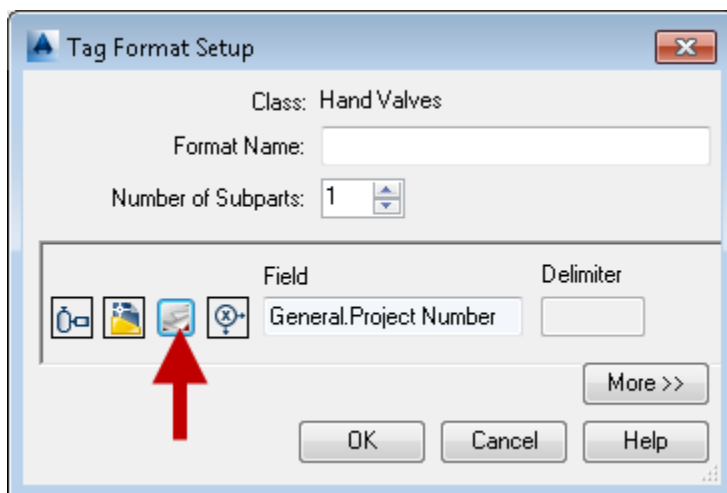 Tag Format Setup
Class: Hand Valves
Format Name:
Number of Subparts: 1
Field Delimiter
General.Project Number
More >>
OK Cancel Help